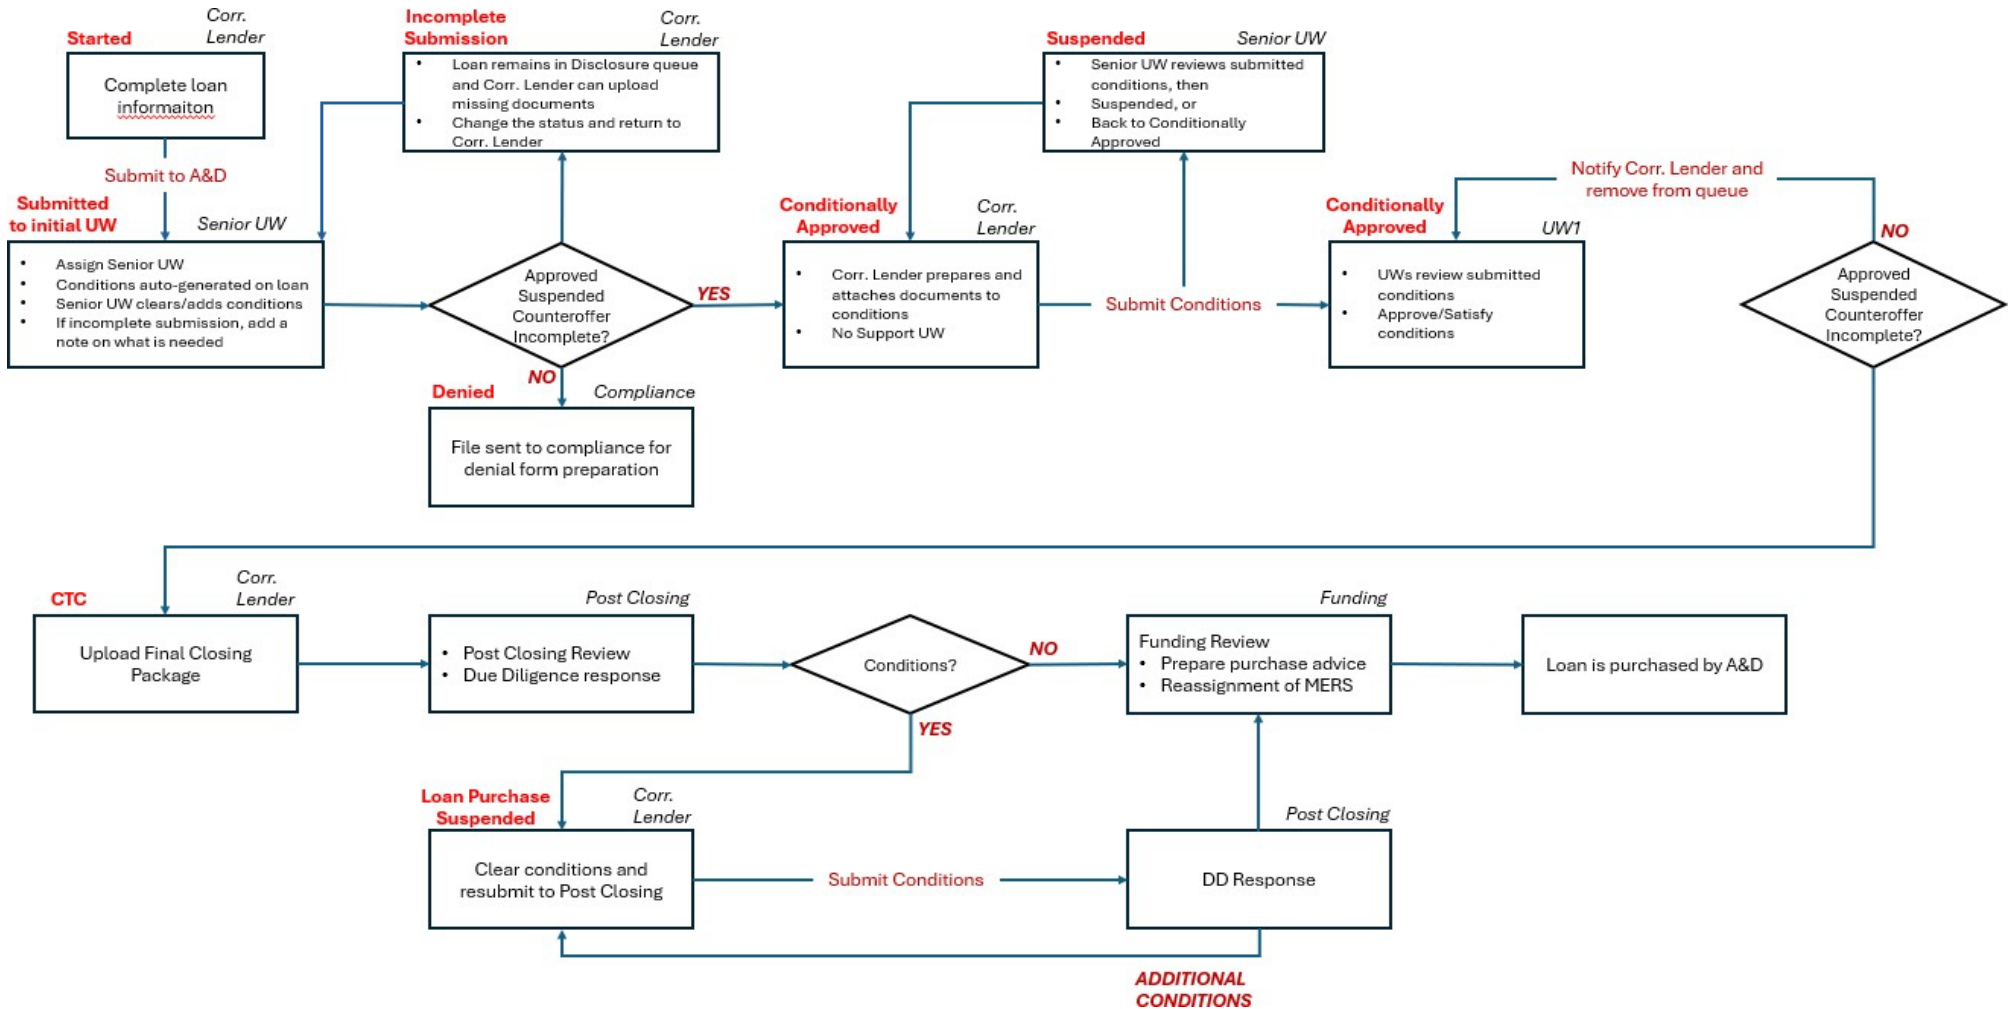 Started
Corr.
Lender
Complete loan
informaiton
Submit to A&D
Incomplete
Submission
Corr.
Lender
• Loan remains in Disclosure queue
and Corr. Lender can upload
missing documents
• Change the status and return to
Corr. Lender
Suspended
Senior UW
• Senior UW reviews submitted
conditions, then
• Suspended, or
• Back to Conditionally
Approved
Submitted
to initial UW
Senior UW
• Assign Senior UW
• Conditions auto-generated on loan
• Senior UW clears/adds conditions
• If incomplete submission, add a
note on what is needed
Approved
Suspended
Counteroffer
Incomplete?
YES
NO
Denied
Compliance
File sent to compliance for
denial form preparation
Conditionally
Approved
Corr.
Lender
• Corr. Lender prepares and
attaches documents to
conditions
• No Support UW
Submit Conditions
Conditionally
Approved
UW1
• UWs review submitted
conditions
• Approve/Satisfy
conditions
Notify Corr. Lender and
remove from queue
NO
Approved
Suspended
Counteroffer
Incomplete?
CTC
Corr.
Lender
Upload Final Closing
Package
Post Closing
• Post Closing Review
• Due Diligence response
Conditions?
NO
YES
Funding
Funding Review
• Prepare purchase advice
• Reassignment of MERS
Loan is purchased by A&D
Loan Purchase
Suspended
Corr.
Lender
Clear conditions and
resubmit to Post Closing
Submit Conditions
Post Closing
DD Response
ADDITIONAL
CONDITIONS